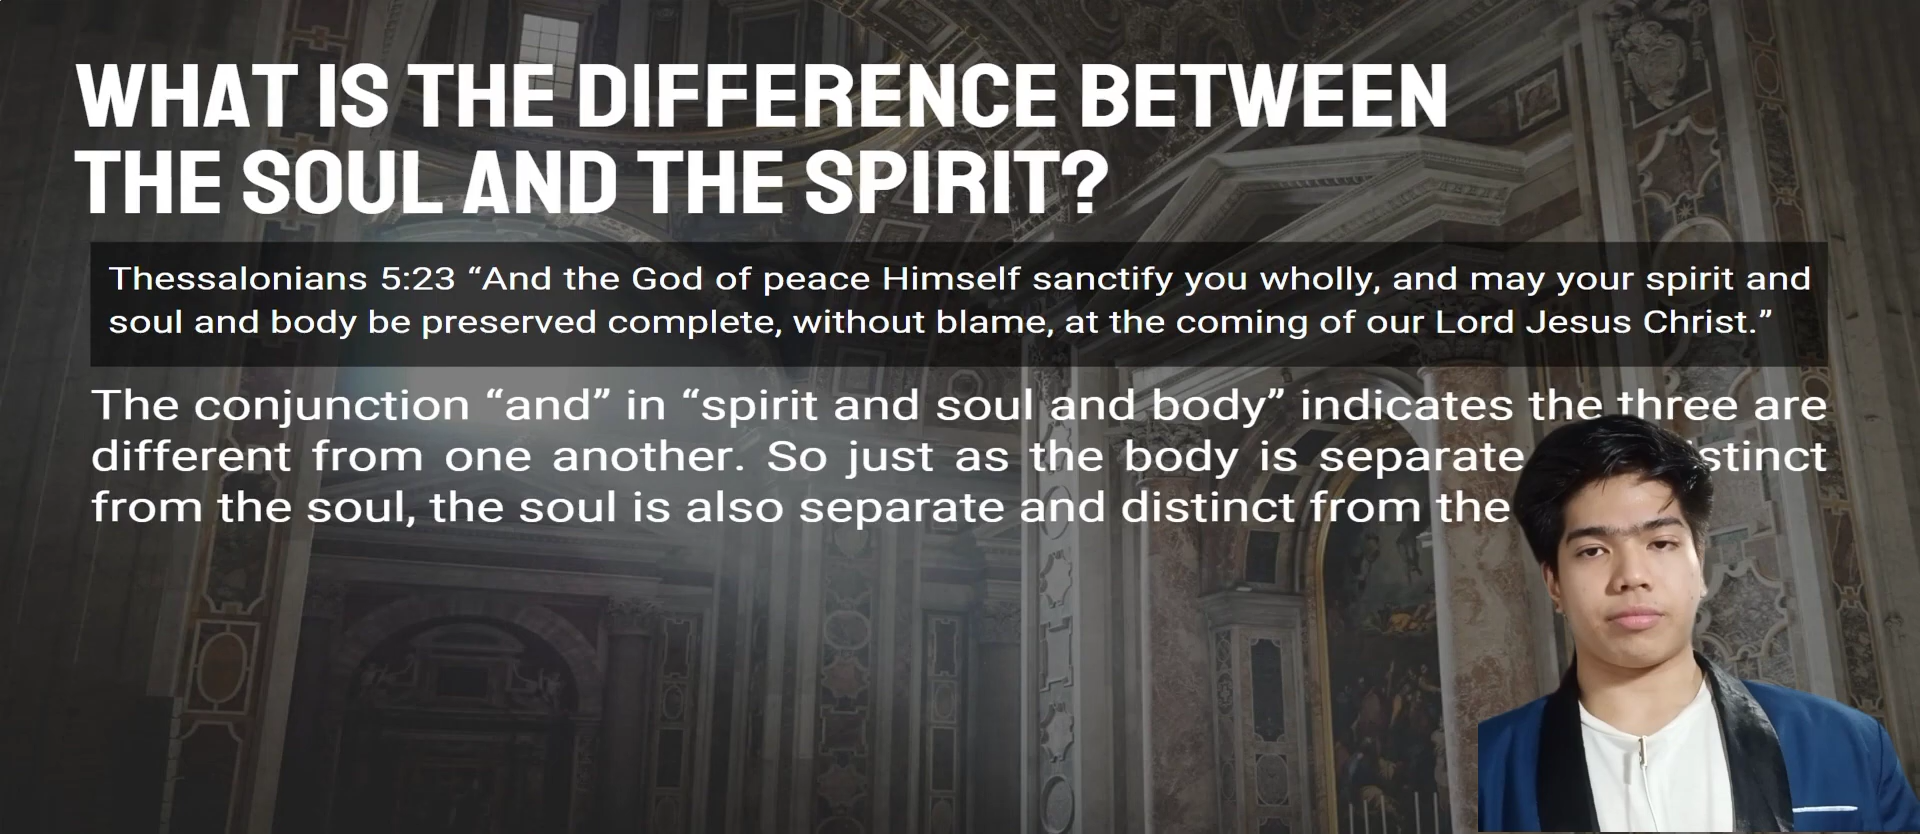 WHAT IS THE DIFFERENCE BETWEEN
THE SOUL AND THE SPIRIT?
Thessalonians 5:23 “And the God of peace Himself sanctify you wholly, and may your spirit and
soul and body be preserved complete, without blame, at the coming of our Lord Jesus Christ.”
The conjunction “and” in “spirit and soul and body” indicates the three are
different from one another. So just as the body is separate
from the soul, the soul is also separate and distinct from the